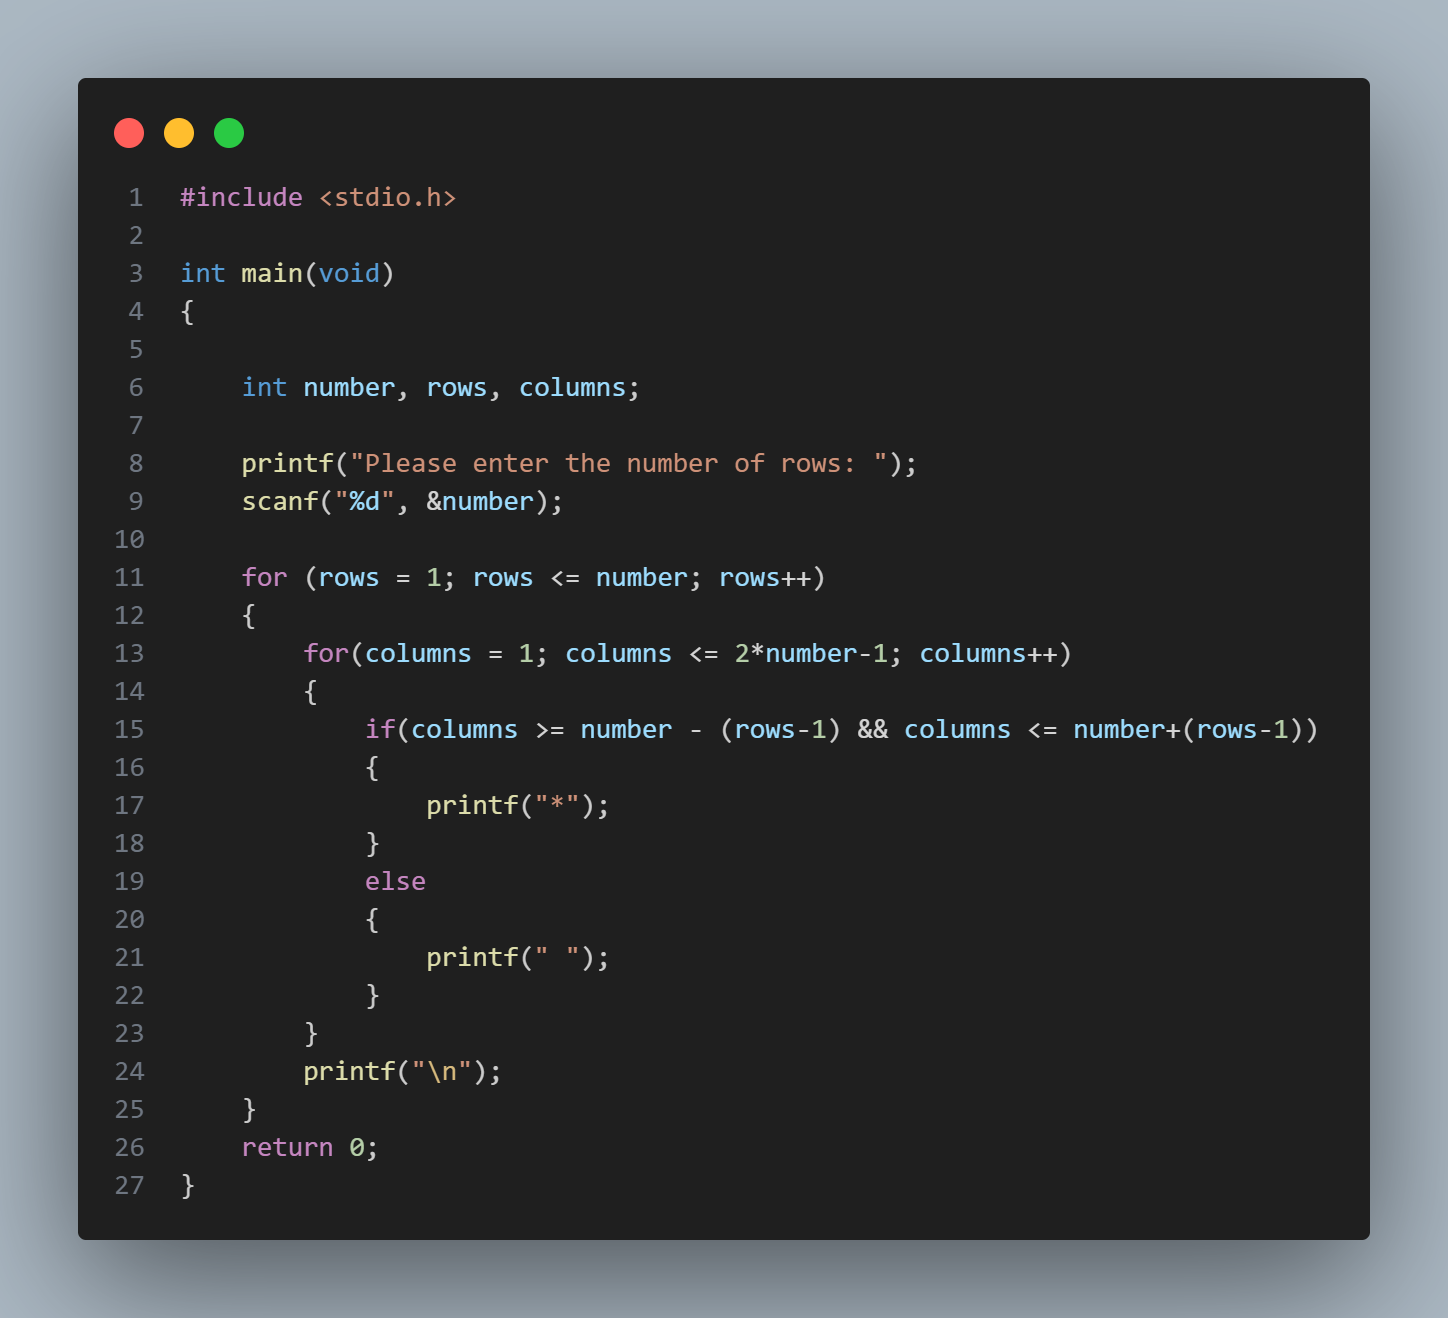 1 #include <stdio.h>
2
3 int main(void)
4 {
5
6     int number, rows, columns;
7
8     printf("Please enter the number of rows: ");
9     scanf("%d", &number);
10
11     for (rows = 1; rows <= number; rows++)
12     {
13         for(columns = 1; columns <= 2*number-1; columns++)
14         {
15             if(columns >= number - (rows-1) && columns <= number+(rows-1))
16             {
17                 printf("*");
18             }
19             else
20             {
21                 printf(" ");
22             }
23         }
24         printf("\n");
25     }
26     return 0;
27 }